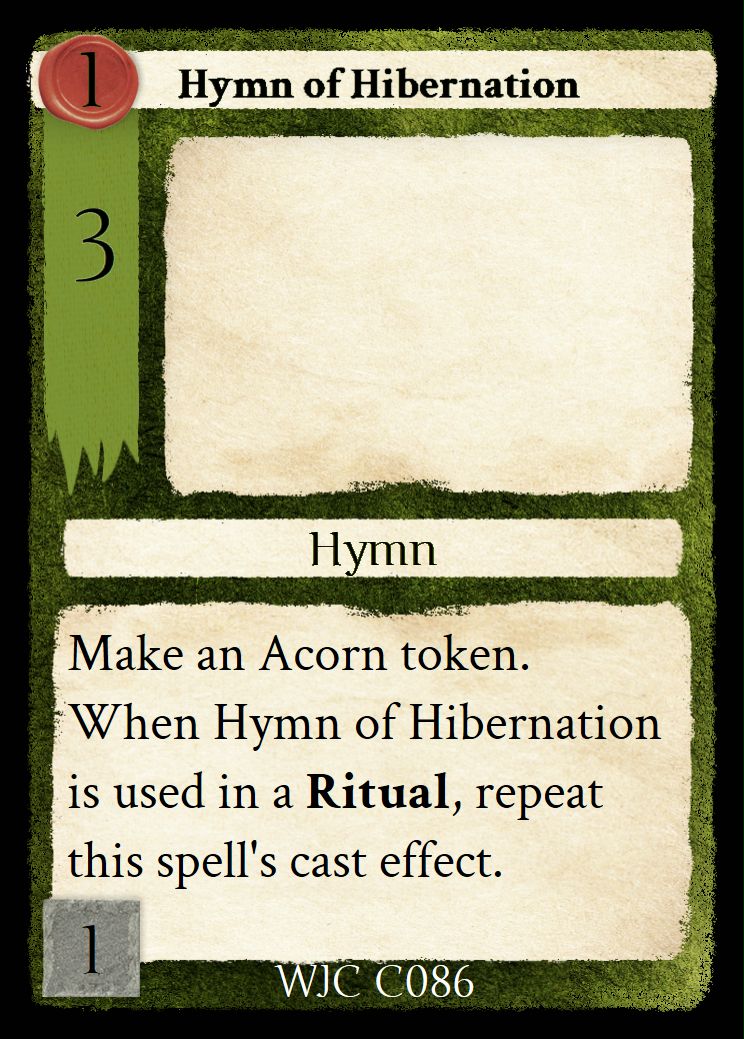 1
Hymn of Hibernation
3
Hymn
Make an Acorn token.
When Hymn of Hibernation
is used in a Ritual, repeat
this spell's cast effect.
1
WJC C086